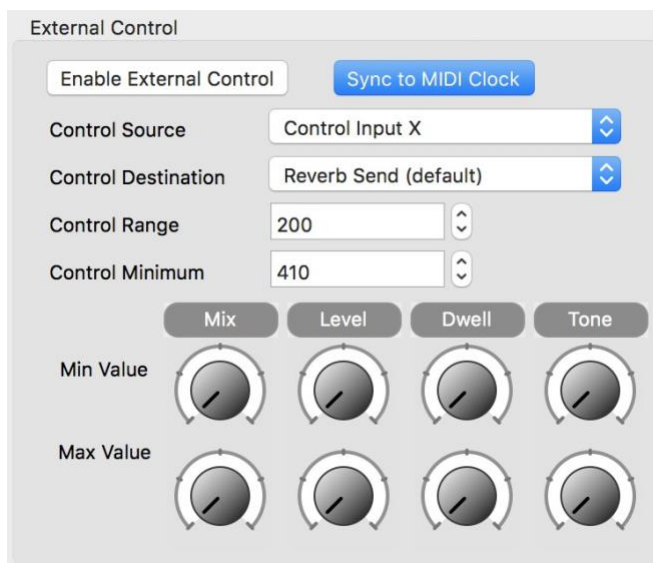 External Control
Enable External Control Sync to MIDI Clock
Control Source Control Input X
Control Destination Reverb Send (default)
Control Range 200
Control Minimum 410
Mix Level Dwell Tone
Min Value
Max Value